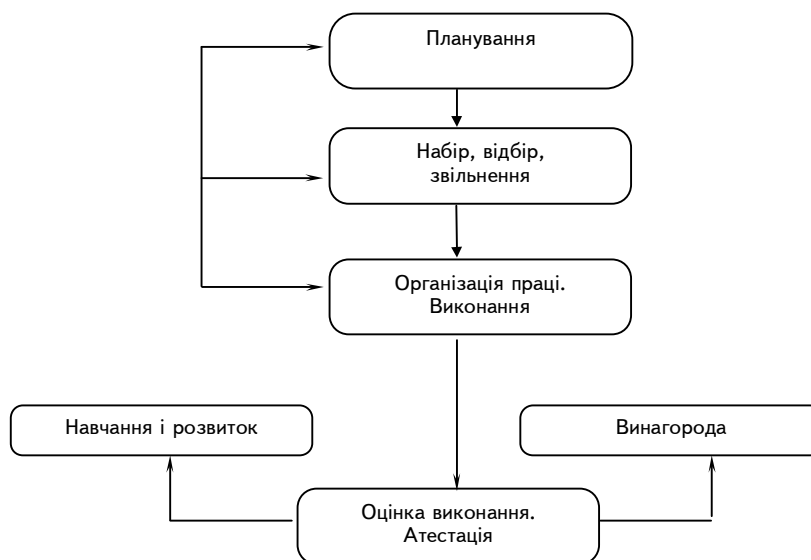 Планування
Набір, відбір,
звільнення
Організація праці.
Виконання
Навчання і розвиток
Винагорода
Оцінка виконання.
Атестація